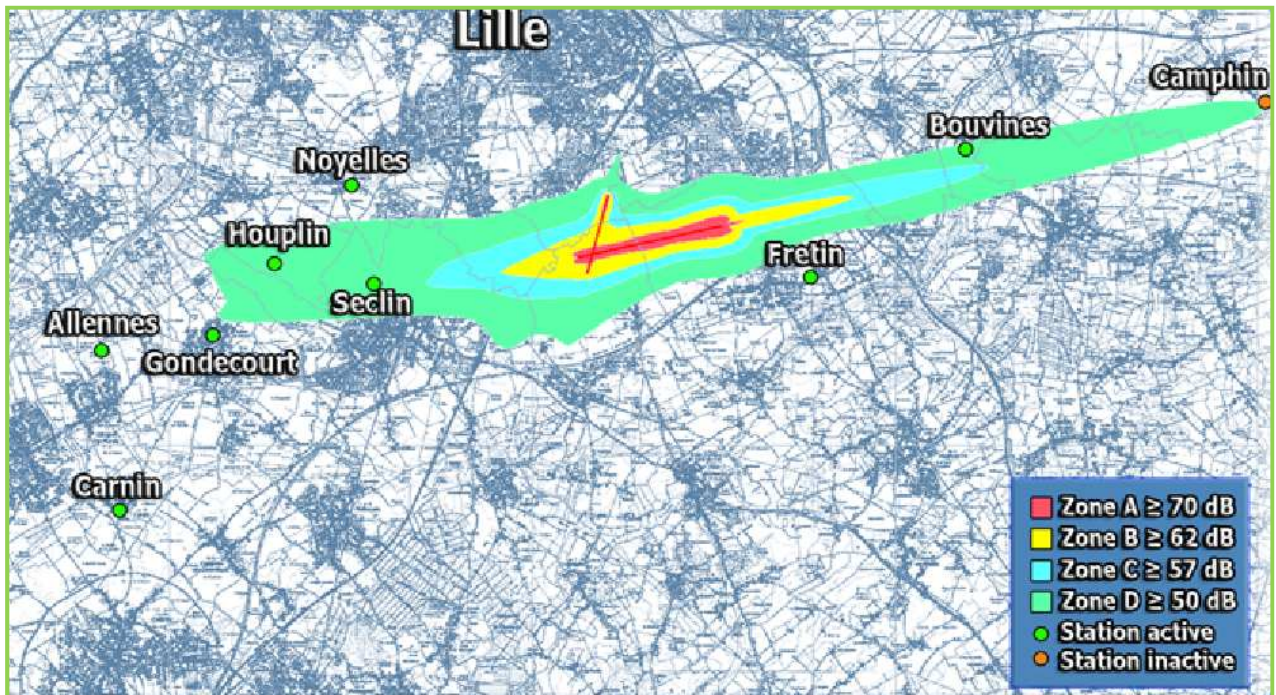 Lille
Camphin
Bouvines
Noyelles
Houplin
Fretin
Seclin
Allennes
Gondecourt
Carnin
Zone A ≥ 70 dB
Zone B ≥ 62 dB
Zone C ≥ 57 dB
Zone D ≥ 50 dB
Station active
Station inactive